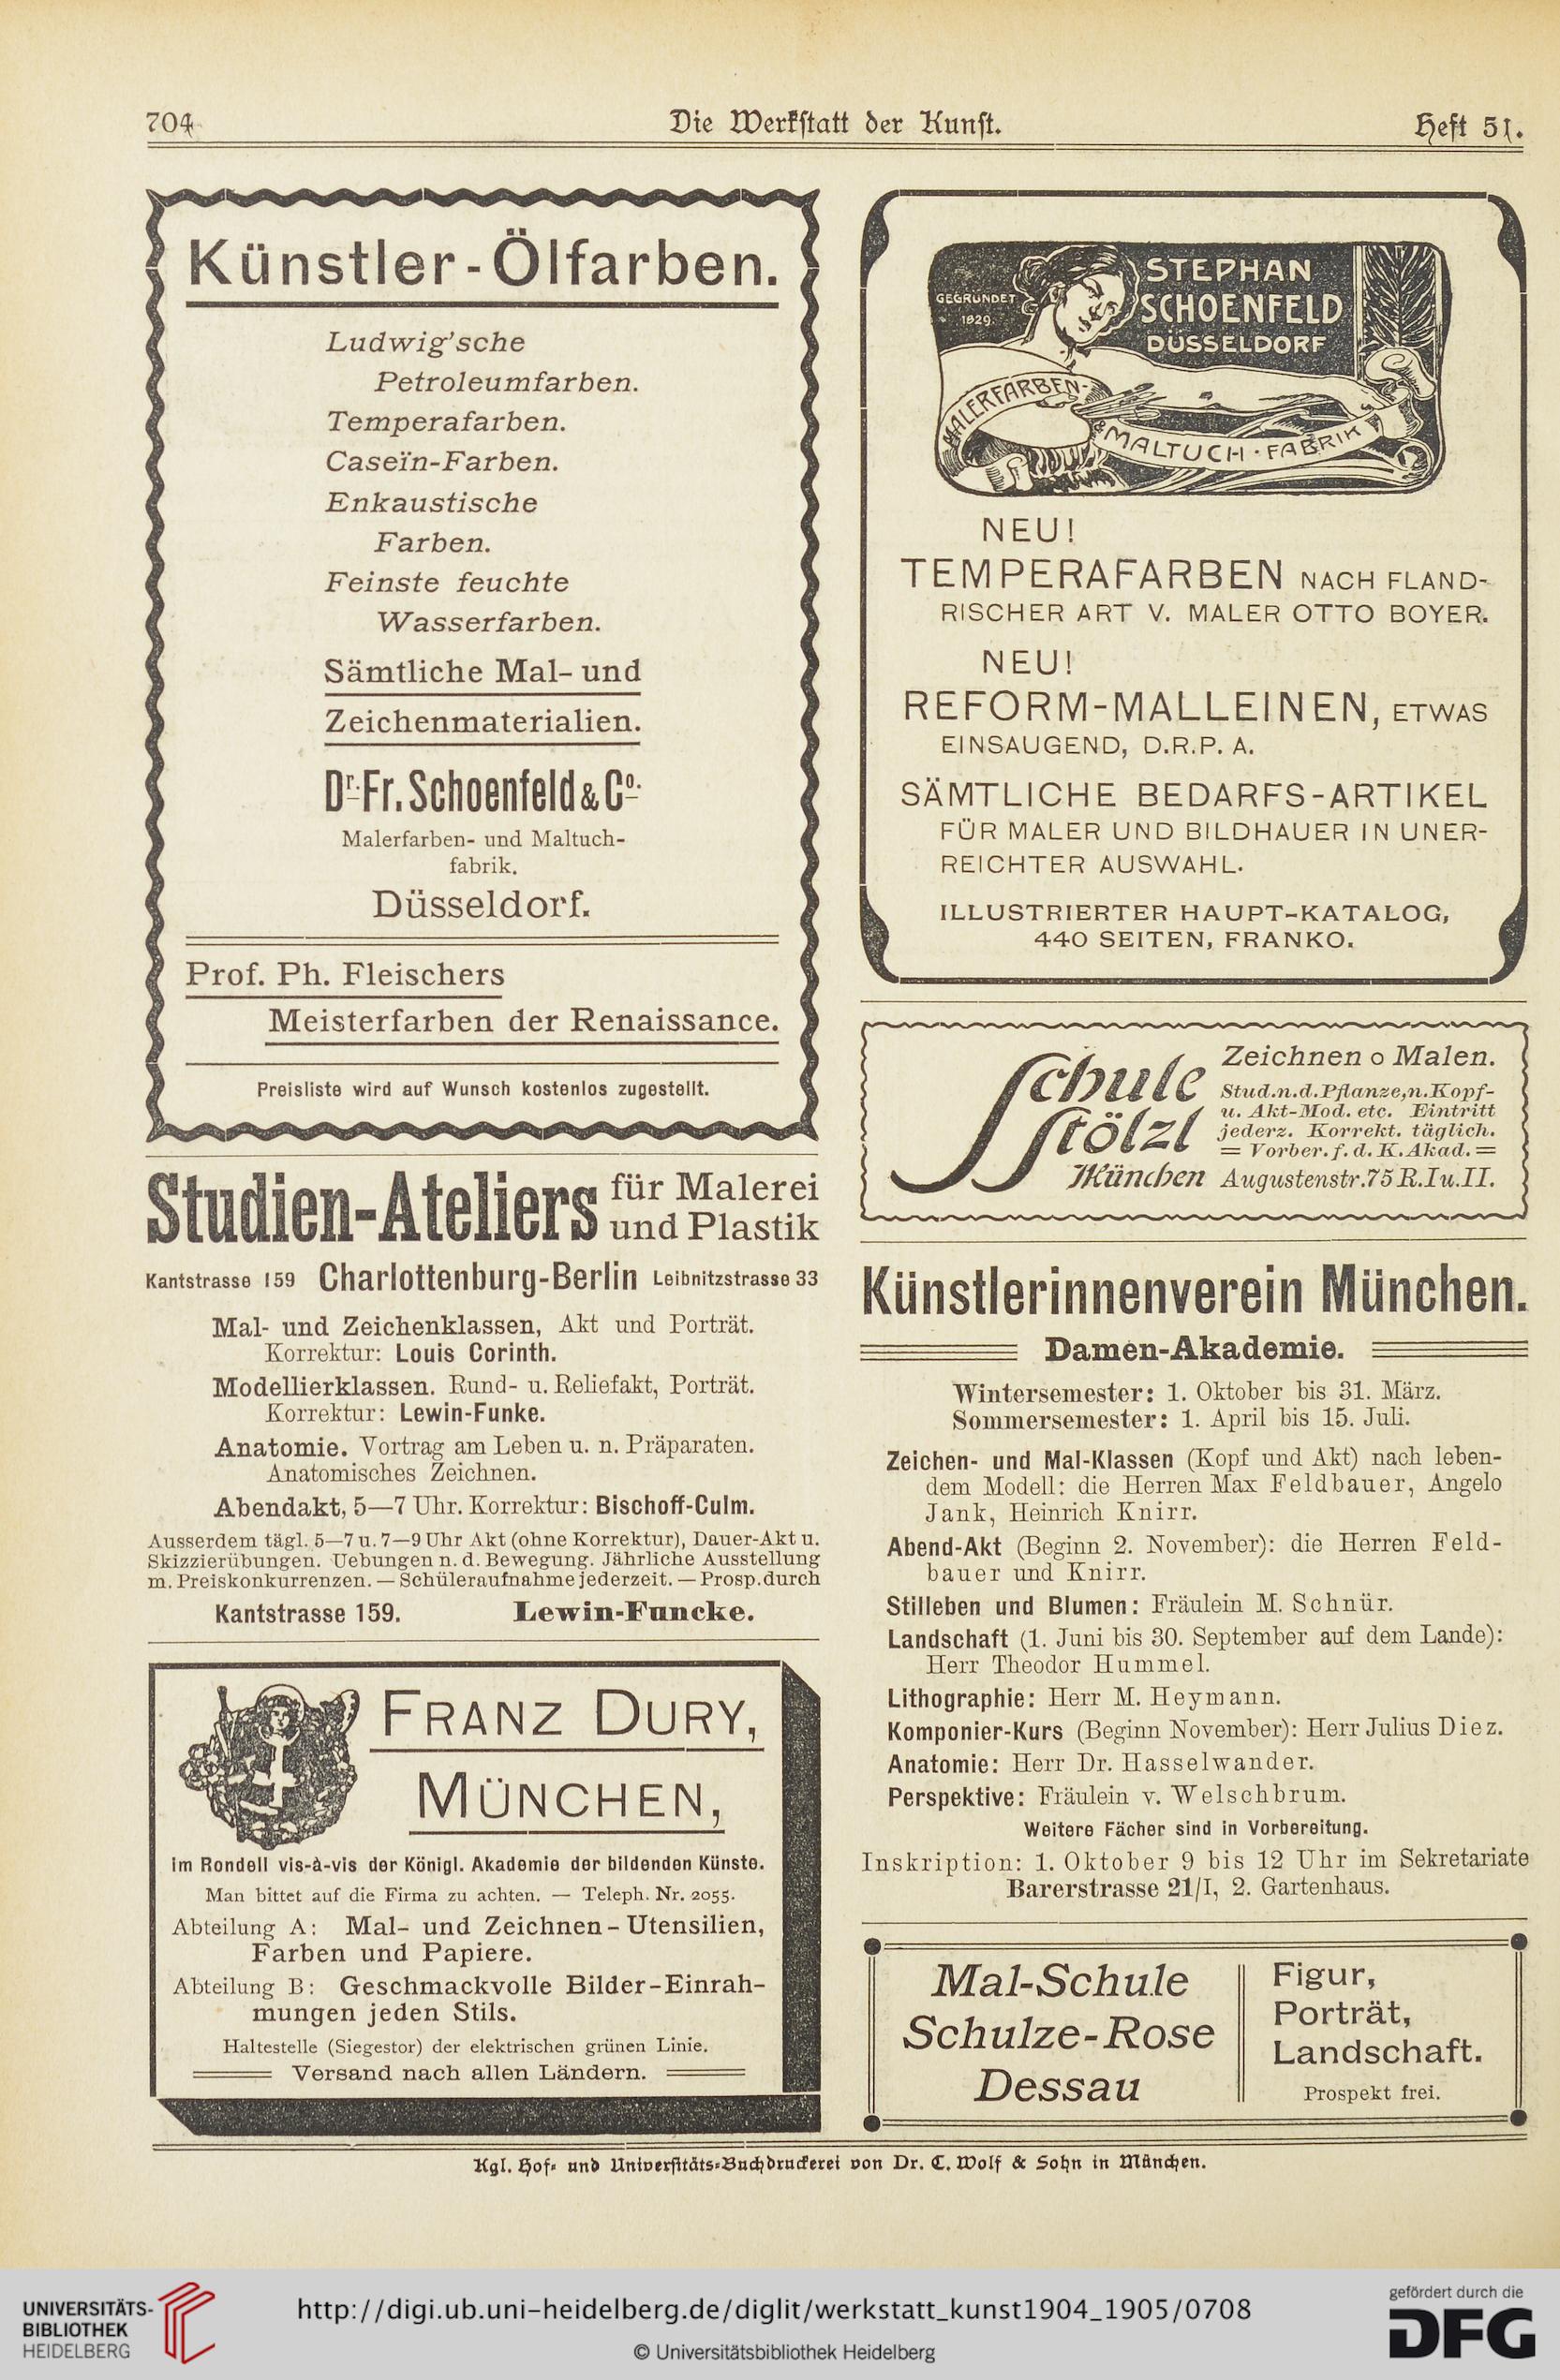 704
Die Werkstatt der Kunst.
Heft 51.
Künstler-Ölfarben.
Ludwig'sche
Petroleumfarben.
Temperafarben.
Caseïn-Farben.
Enkaustische
Farben.
Feinste feuchte
Wasserfarben.
Sämtliche Mal- und
Zeichenmaterialien.
Dr. Fr. Schoenfeld & Co.
Malerfarben- und Maltuch-
fabrik.
Düsseldorf.
Prof. Ph. Fleischers
Meisterfarben der Renaissance.
Preisliste wird auf Wunsch kostenlos zugestellt.
Studien-Ateliers für Malerei
und Plastik
Kantstrasse 159 Charlottenburg-Berlin Leibnitzstrasse 33
Mal- und Zeichenklassen, Akt und Porträt.
Korrektur: Louis Corinth.
Modellierklassen. Rund- u. Reliefakt, Porträt.
Korrektur: Lewin-Funke.
Anatomie. Vortrag am Leben u. n. Präparaten.
Anatomisches Zeichnen.
Abendakt, 5—7 Uhr. Korrektur: Bischoff-Culm.
Ausserdem tägl. 5—7 u. 7—9 Uhr Akt (ohne Korrektur), Dauer-Akt u.
Skizzierübungen. Uebungen n. d. Bewegung. Jährliche Ausstellung
m. Preiskonkurrenzen. — Schüleraufnahme jederzeit. — Prosp. durch
Kantstrasse 159. Lewin-Funcke.
FRANZ DURY,
MÜNCHEN,
im Rondell vis-à-vis der Königl. Akademie der bildenden Künste.
Man bittet auf die Firma zu achten. — Teleph. Nr. 2055.
Abteilung A: Mal- und Zeichnen-Utensilien,
Farben und Papiere.
Abteilung B: Geschmackvolle Bilder-Einrah-
mungen jeden Stils.
Haltestelle (Siegestor) der elektrischen grünen Linie.
Versand nach allen Ländern.
STEPHAN
SCHOENFELD
DÜSSELDORF
GEGRÜNDET
1829.
MALERFARBEN-
& MALTUCH-FABRIK
NEU!
TEMPERAFARBEN NACH FLAND-
RISCHER ART V. MALER OTTO BOYER.
NEU!
REFORM-MALLEINEN, ETWAS
EINSAUGEND, D.R.P. A.
SÄMTLICHE BEDARFS-ARTIKEL
FÜR MALER UND BILDHAUER IN UNER-
REICHTER AUSWAHL.
ILLUSTRIERTER HAUPT-KATALOG,
440 SEITEN, FRANKO.
Schule
Stölzl
München
Zeichnen o Malen.
Stud.n.d.Pflanze,n.Kopf-
u. Akt-Mod. etc. Eintritt
jederz. Korrekt. täglich.
= Vorber. f. d. K. Akad. =
Augustenstr. 75 R. I u. II.
Künstlerinnenverein München.
Damen-Akademie.
Wintersemester: 1. Oktober bis 31. März.
Sommersemester: 1. April bis 15. Juli.
Zeichen- und Mal-Klassen (Kopf und Akt) nach leben-
dem Modell: die Herren Max Feldbauer, Angelo
Jank, Heinrich Knirr.
Abend-Akt (Beginn 2. November): die Herren Feld-
bauer und Knirr.
Stilleben und Blumen: Fräulein M. Schnür.
Landschaft (1. Juni bis 30. September auf dem Lande):
Herr Theodor Hummel.
Lithographie: Herr M. Heymann.
Komponier-Kurs (Beginn November): Herr Julius Diez.
Anatomie: Herr Dr. Hasselwander.
Perspektive: Fräulein v. Welschbrum.
Weitere Fächer sind in Vorbereitung.
Inskription: 1. Oktober 9 bis 12 Uhr im Sekretariate
Barerstrasse 21/I, 2. Gartenhaus.
Mal-Schule
Schulze-Rose
Dessau
Figur,
Porträt,
Landschaft.
Prospekt frei.
Kgl. Hof- und Universitäts-Buchdruckerei von Dr. C. Wolf & Sohn in München.
UNIVERSITÄTS-
BIBLIOTHEK
HEIDELBERG
http://digi.ub.uni-heidelberg.de/diglit/werkstatt_kunst1904_1905/0708
© Universitätsbibliothek Heidelberg
gefördert durch die
DFG